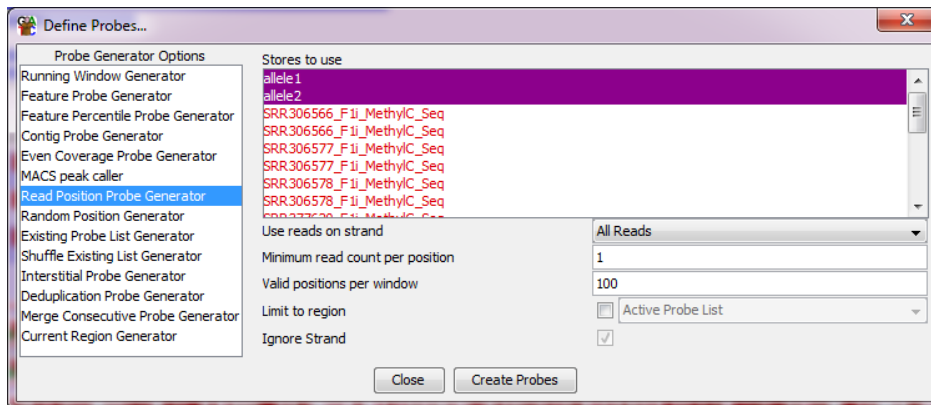 Define Probes...
Probe Generator Options
Running Window Generator
Feature Probe Generator
Feature Percentile Probe Generator
Contig Probe Generator
Even Coverage Probe Generator
MACS peak caller
Read Position Probe Generator
Random Position Generator
Existing Probe List Generator
Shuffle Existing List Generator
Interstitial Probe Generator
Deduplication Probe Generator
Merge Consecutive Probe Generator
Current Region Generator
Stores to use
allele1
allele2
SRR306566_F1i_MethylC_Seq
SRR306566_F1i_MethylC_Seq
SRR306577_F1i_MethylC_Seq
SRR306577_F1i_MethylC_Seq
SRR306578_F1i_MethylC_Seq
SRR306578_F1i_MethylC_Seq
Use reads on strand All Reads
Minimum read count per position 1
Valid positions per window 100
Limit to region Active Probe List
Ignore Strand
Close Create Probes